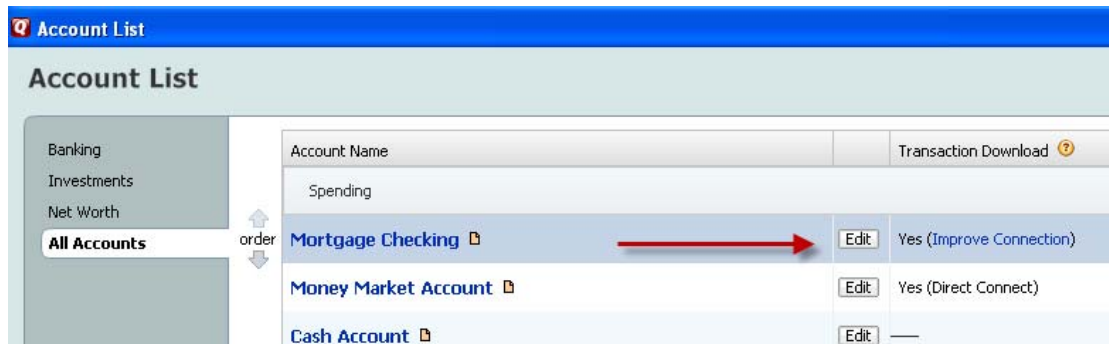 Account List
Account List
Banking
Investments
Net Worth
All Accounts
order
Account Name Transaction Download ?
Spending
Mortgage Checking Edit Yes (Improve Connection)
Money Market Account Edit Yes (Direct Connect)
Cash Account Edit —